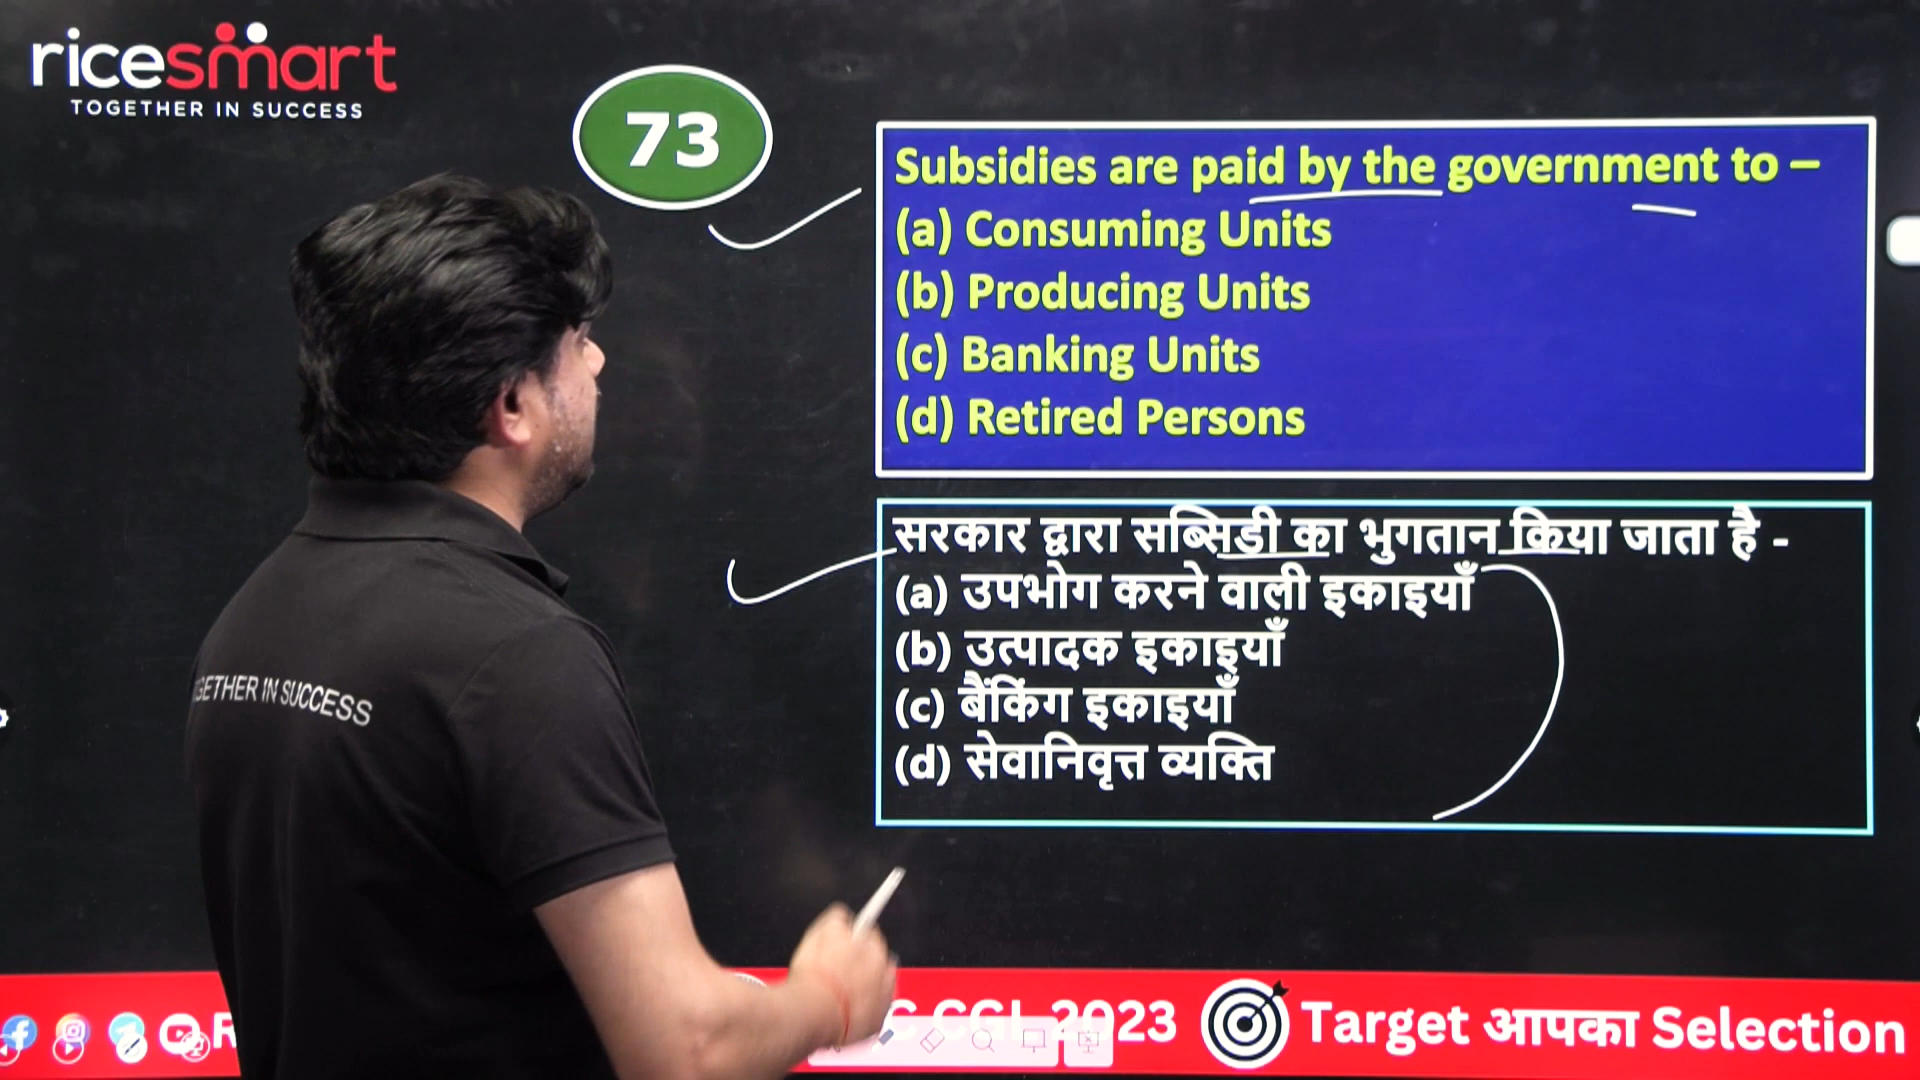 ricesmart
TOGETHER IN SUCCESS
73
Subsidies are paid by the government to –
(a) Consuming Units
(b) Producing Units
(c) Banking Units
(d) Retired Persons
सरकार द्वारा सब्सिडी का भुगतान किया जाता है -
(a) उपभोग करने वाली इकाइयाँ
(b) उत्पादक इकाइयाँ
(c) बैंकिंग इकाइयाँ
(d) सेवानिवृत्त व्यक्ति
GETHER IN SUCCESS
R
C CGL 2023 Target आपका Selection